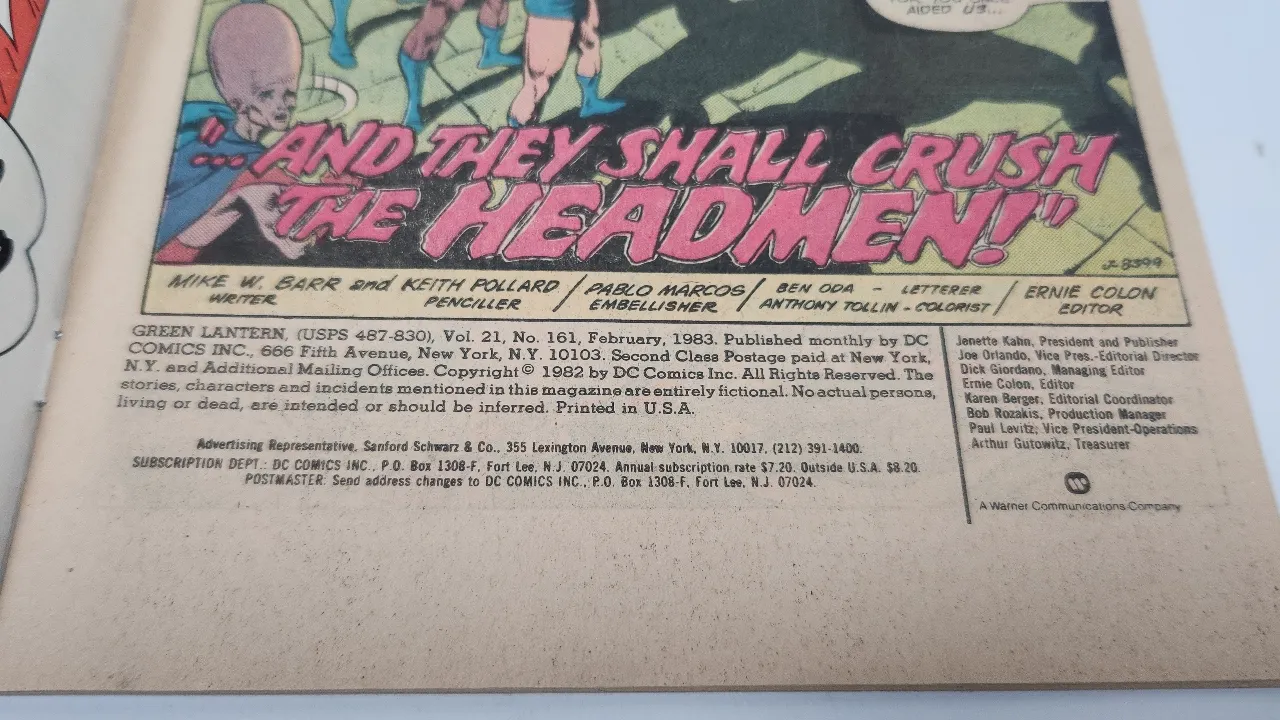 AIDED US...
"...AND THEY SHALL CRUSH
THE HEADMEN!"
J-8399
MIKE W. BARR and KEITH POLLARD / PABLO MARCOS / BEN ODA - LETTERER / ERNIE COLON
WRITER PENCILLER EMBELLISHER ANTHONY TOLLIN - COLORIST EDITOR
GREEN LANTERN, (USPS 487-830), Vol. 21, No. 161, February, 1983. Published monthly by DC
COMICS INC., 666 Fifth Avenue, New York, N.Y. 10103. Second Class Postage paid at New York,
N.Y. and Additional Mailing Offices. Copyright © 1982 by DC Comics Inc. All Rights Reserved. The
stories, characters and incidents mentioned in this magazine are entirely fictional. No actual persons,
living or dead, are intended or should be inferred. Printed in U.S.A.
Advertising Representative, Sanford Schwarz & Co., 355 Lexington Avenue, New York, N.Y. 10017, (212) 391-1400.
SUBSCRIPTION DEPT.: DC COMICS INC., P.O. Box 1308-F, Fort Lee, N.J. 07024. Annual subscription rate $7.20. Outside U.S.A. $8.20.
POSTMASTER: Send address changes to DC COMICS INC., P.O. Box 1308-F, Fort Lee, N.J. 07024.
Jenette Kahn, President and Publisher
Joe Orlando, Vice Pres.-Editorial Director
Dick Giordano, Managing Editor
Ernie Colon, Editor
Karen Berger, Editorial Coordinator
Bob Rozakis, Production Manager
Paul Levitz, Vice President-Operations
Arthur Gutowitz, Treasurer
A Warner Communications Company